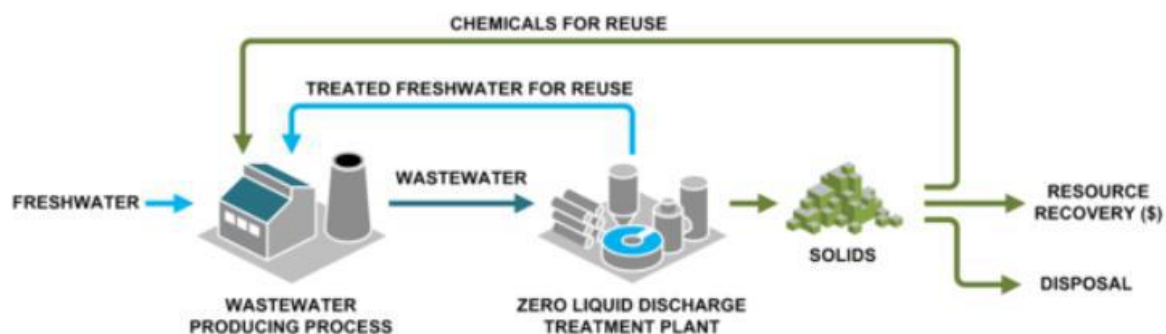 CHEMICALS FOR REUSE
TREATED FRESHWATER FOR REUSE
FRESHWATER
WASTEWATER
RESOURCE
RECOVERY ($)
SOLIDS
DISPOSAL
WASTEWATER
PRODUCING PROCESS
ZERO LIQUID DISCHARGE
TREATMENT PLANT